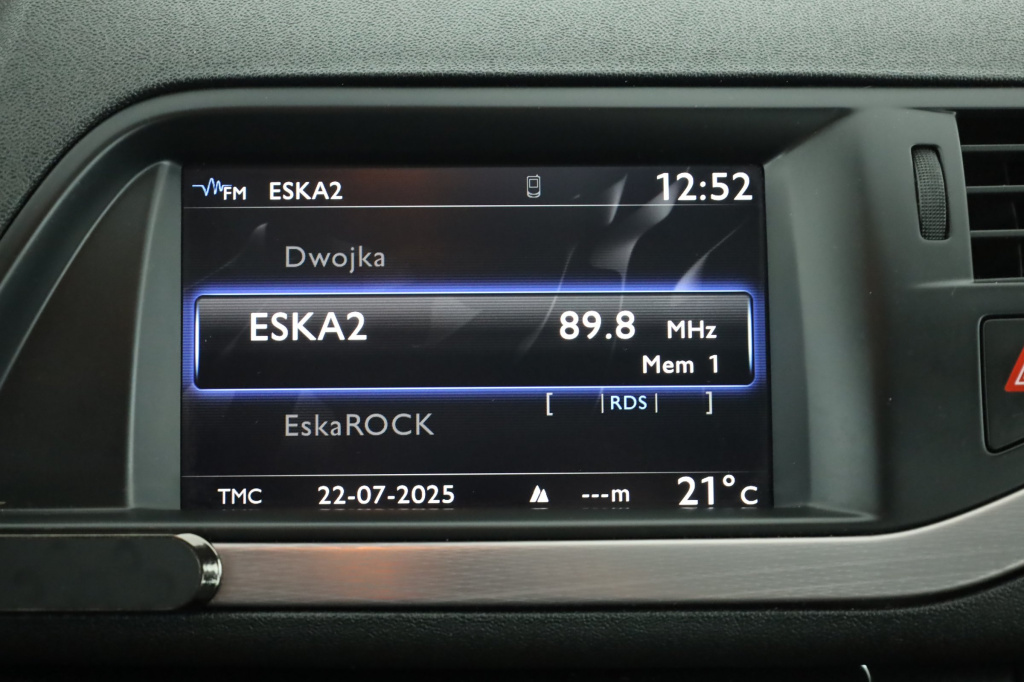 FM ESKA2 12:52
Dwojka
ESKA2 89.8 MHz
Mem 1
[ |RDS| ]
EskaROCK
TMC 22-07-2025 ---m 21°C